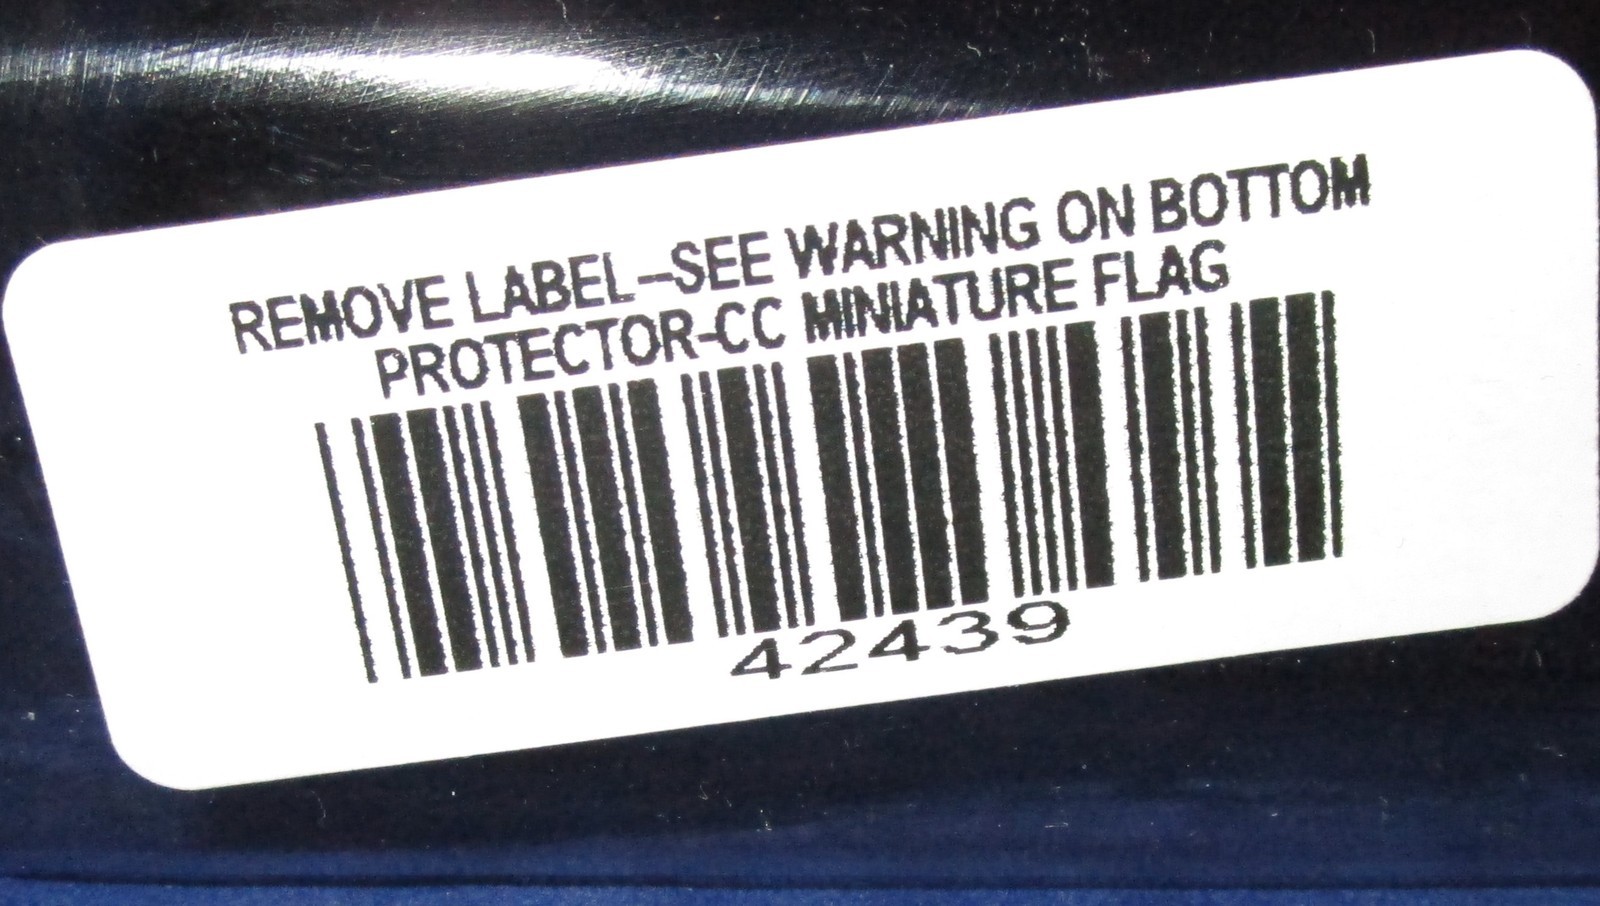 REMOVE LABEL–SEE WARNING ON BOTTOM
PROTECTOR-CC MINIATURE FLAG
42439